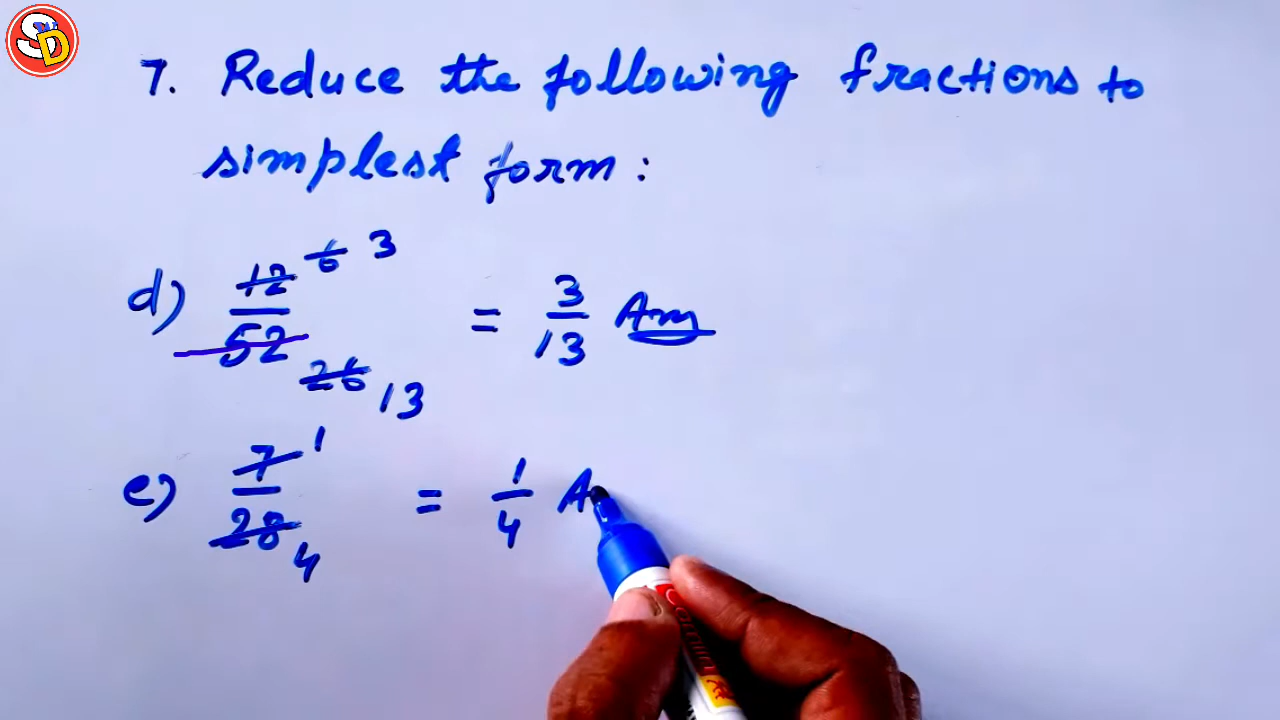 SD
7. Reduce the following fractions to
simplest form:
d) 12/52 6 3 26 13 = 3/13 Ans
e) 7/28 1 4 = 1/4 A